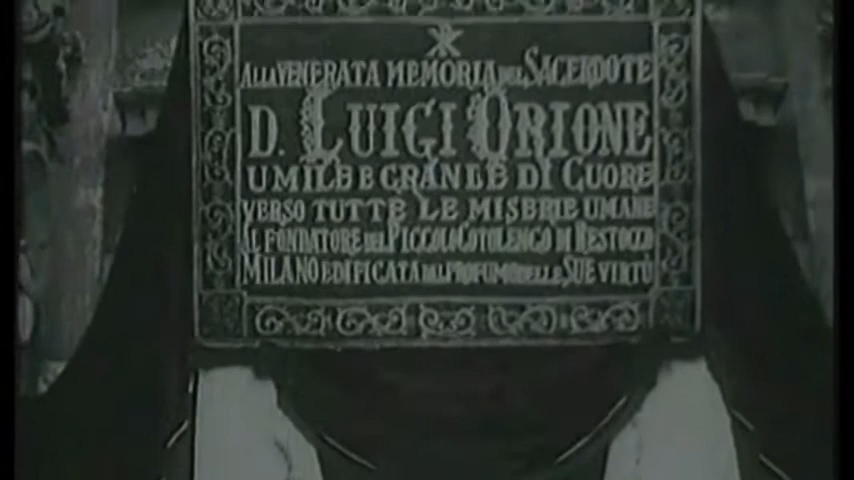 ALLA VENERATA MEMORIA DEL SACERDOTE
D. LUIGI ORIONE
UMILE E GRANDE DI CUORE
VERSO TUTTE LE MISERIE UMANE
AL FONDATORE DEL PICCOLO COTOLENGO DI RESTOCCO
MILANO EDIFICATA DAL PROFUMO DELLE SUE VIRTÙ